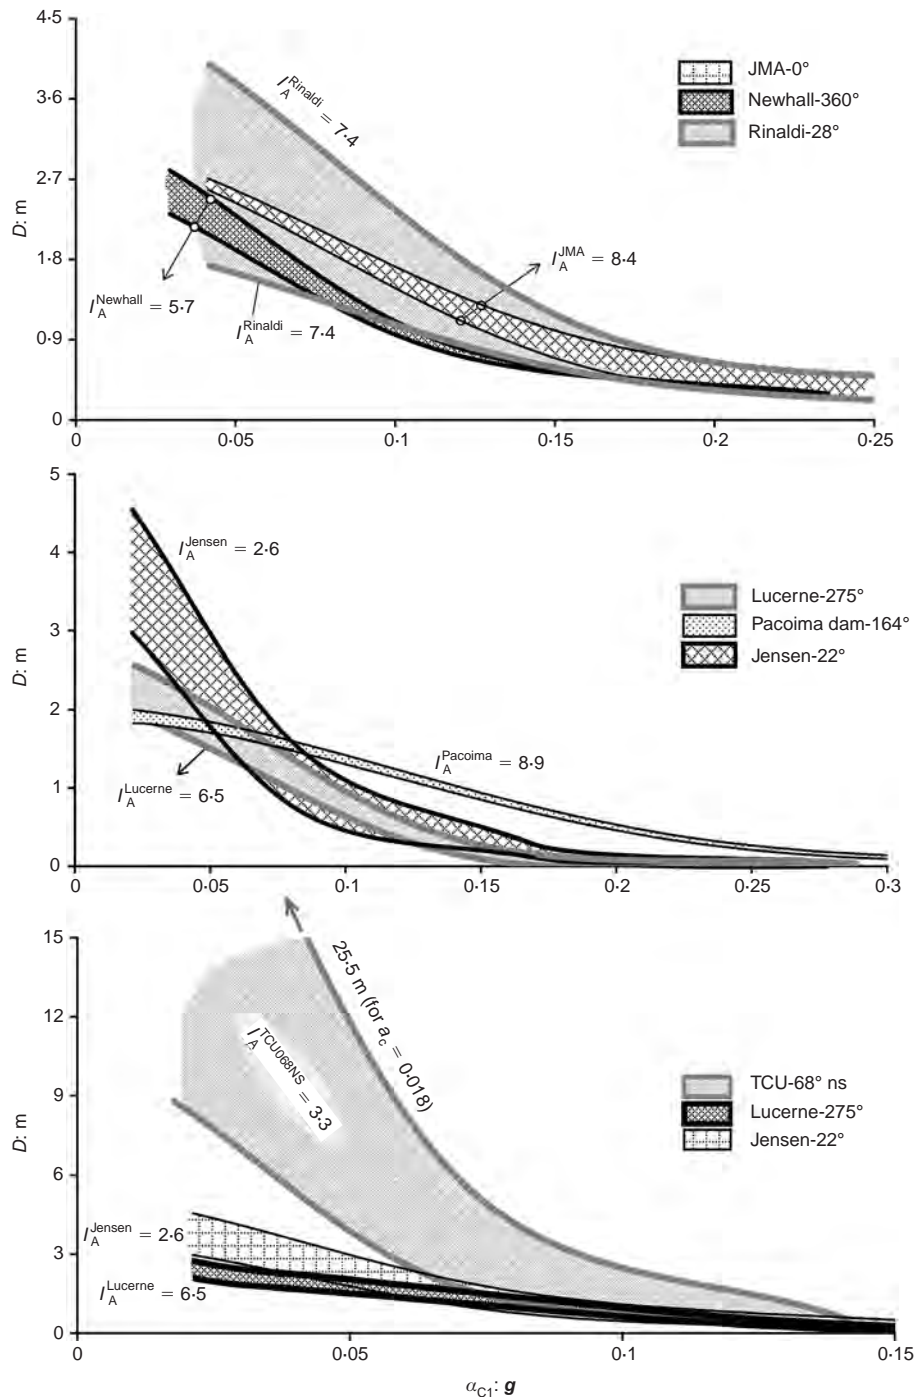 4·5
3·6
2·7
1·8
0·9
0
D: m
I_A^Rinaldi = 7·4
JMA-0°
Newhall-360°
Rinaldi-28°
I_A^JMA = 8·4
I_A^Newhall = 5·7
I_A^Rinaldi = 7·4
0 0·05 0·1 0·15 0·2 0·25
5
4
3
2
1
0
D: m
I_A^Jensen = 2·6
Lucerne-275°
Pacoima dam-164°
Jensen-22°
I_A^Pacoima = 8·9
I_A^Lucerne = 6·5
0·05 0·1 0·15 0·2 0·25 0·3
15
12
9
6
3
0
D: m
25·5 m (for a_c = 0·018)
I_A^TCU068NS = 3·3
TCU-68° ns
Lucerne-275°
Jensen-22°
I_A^Jensen = 2·6
I_A^Lucerne = 6·5
0 0·05 0·1 0·15
α_C1: g